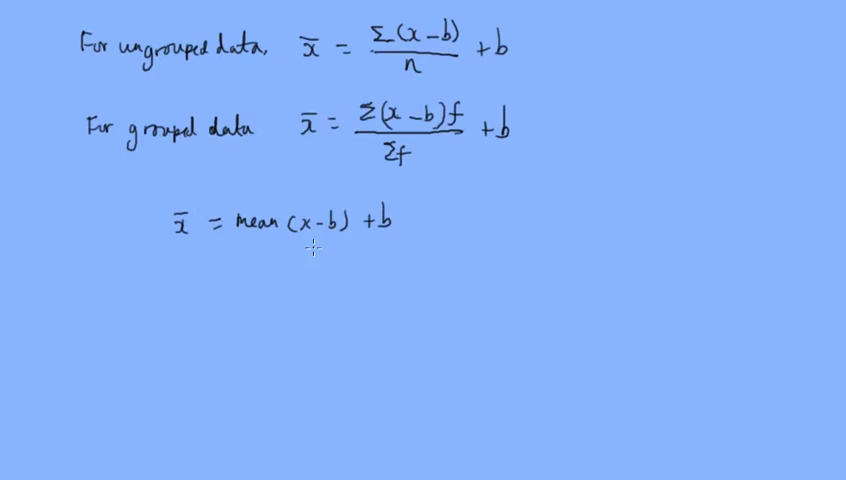 For ungrouped data, x̄ = Σ(x-b)/n + b
For grouped data x̄ = Σ(x-b)f/Σf + b
x̄ = mean (x-b) + b